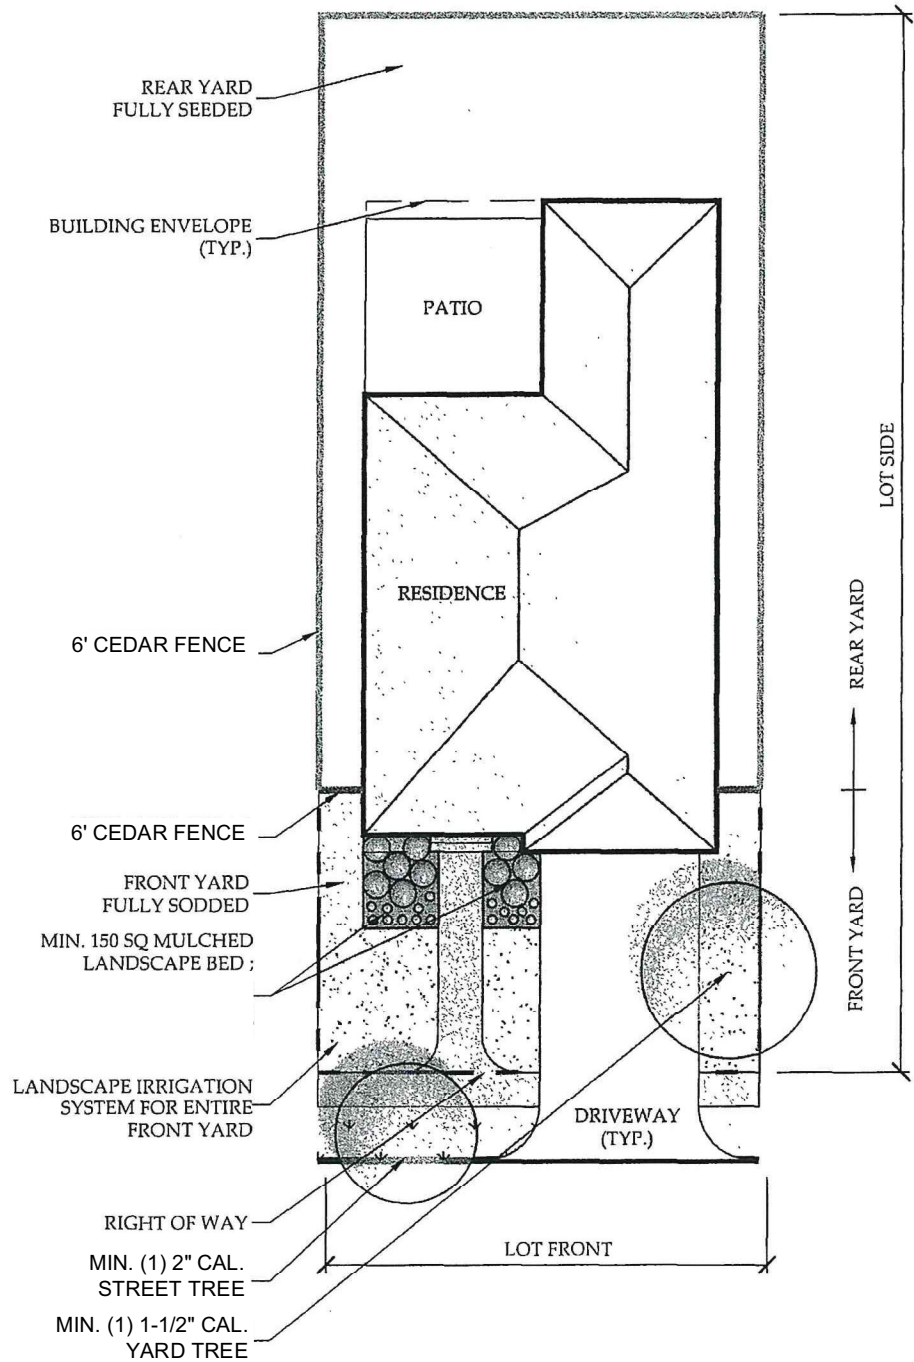 REAR YARD
FULLY SEEDED
BUILDING ENVELOPE
(TYP.)
PATIO
LOT SIDE
RESIDENCE
REAR YARD
6' CEDAR FENCE
6' CEDAR FENCE
FRONT YARD
FULLY SODDED
FRONT YARD
MIN. 150 SQ MULCHED
LANDSCAPE BED ;
LANDSCAPE IRRIGATION
SYSTEM FOR ENTIRE
FRONT YARD
DRIVEWAY
(TYP.)
RIGHT OF WAY
LOT FRONT
MIN. (1) 2" CAL.
STREET TREE
MIN. (1) 1-1/2" CAL.
YARD TREE